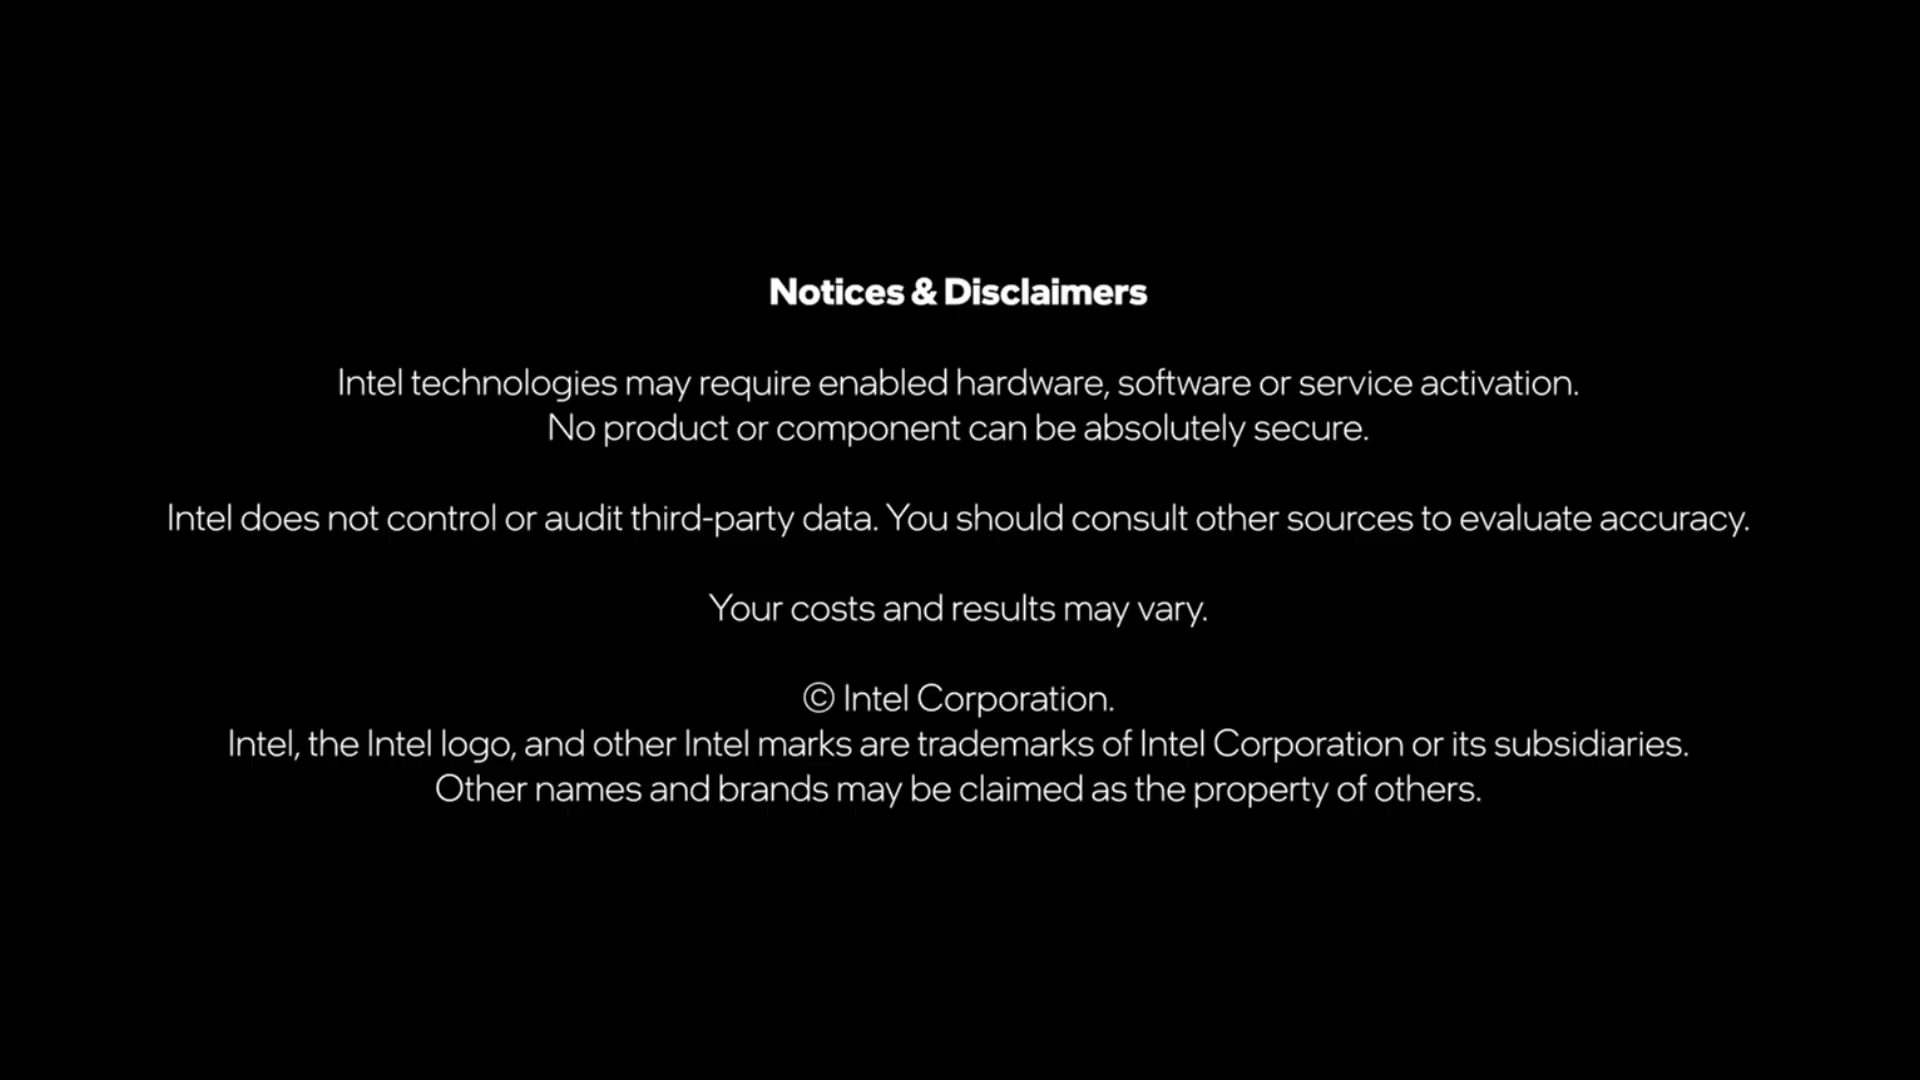 Notices & Disclaimers
Intel technologies may require enabled hardware, software or service activation.
No product or component can be absolutely secure.
Intel does not control or audit third-party data. You should consult other sources to evaluate accuracy.
Your costs and results may vary.
© Intel Corporation.
Intel, the Intel logo, and other Intel marks are trademarks of Intel Corporation or its subsidiaries.
Other names and brands may be claimed as the property of others.